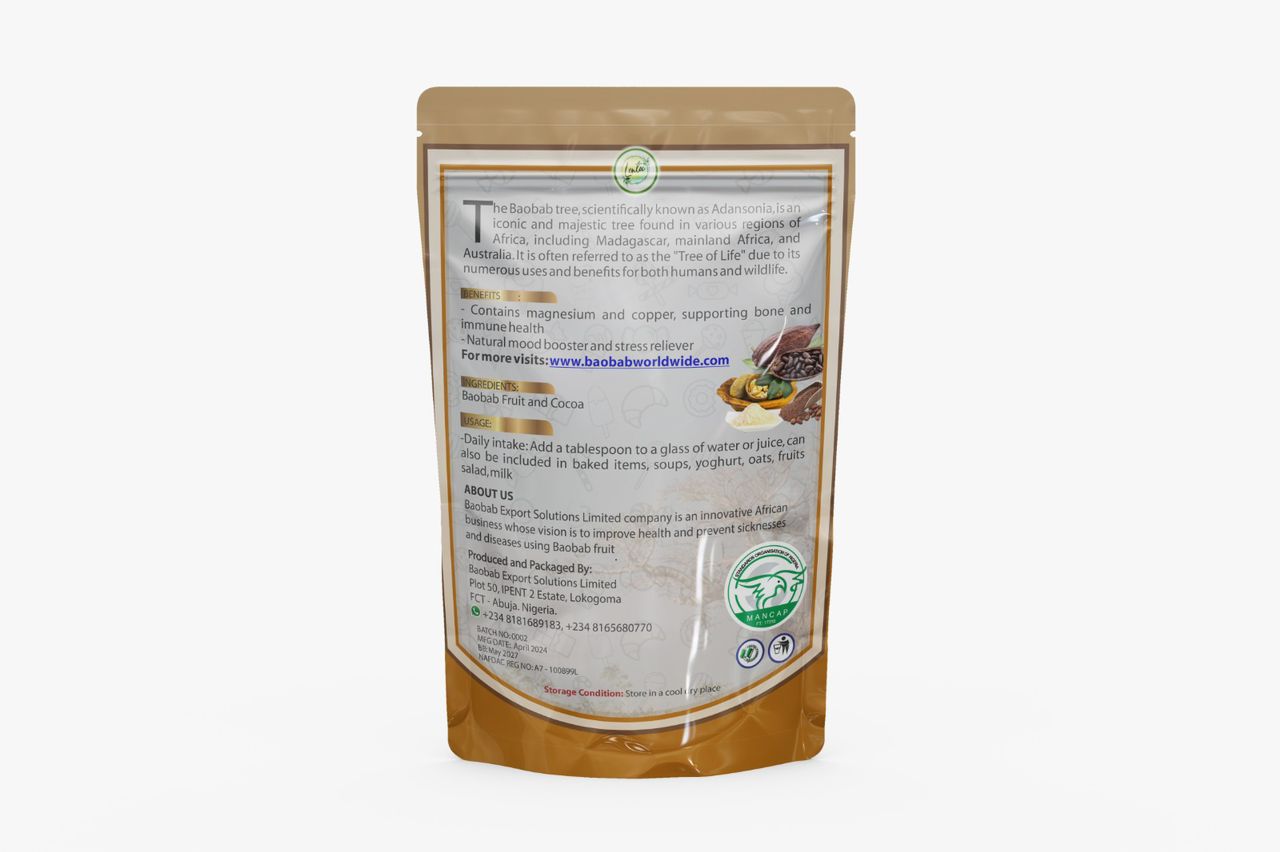 The Baobab tree, scientifically known as Adansonia, is an
iconic and majestic tree found in various regions of
Africa, including Madagascar, mainland Africa, and
Australia. It is often referred to as the "Tree of Life" due to its
numerous uses and benefits for both humans and wildlife.
BENEFITS :
- Contains magnesium and copper, supporting bone and
immune health
- Natural mood booster and stress reliever
For more visits: www.baobabworldwide.com
INGREDIENTS:
Baobab Fruit and Cocoa
USAGE:
-Daily intake: Add a tablespoon to a glass of water or juice, can
also be included in baked items, soups, yoghurt, oats, fruits
salad, milk
ABOUT US
Baobab Export Solutions Limited company is an innovative African
business whose vision is to improve health and prevent sicknesses
and diseases using Baobab fruit
Produced and Packaged By:
Baobab Export Solutions Limited
Plot 50, IPENT 2 Estate, Lokogoma
FCT - Abuja. Nigeria.
+234 8181689183, +234 8165680770
BATCH NO: 0002
MFG DATE: April 2024
BB: May 2027
NAFDAC REG NO: A7 - 100899L
STANDARDS ORGANISATION OF NIGERIA
MANCAP
Storage Condition: Store in a cool dry place